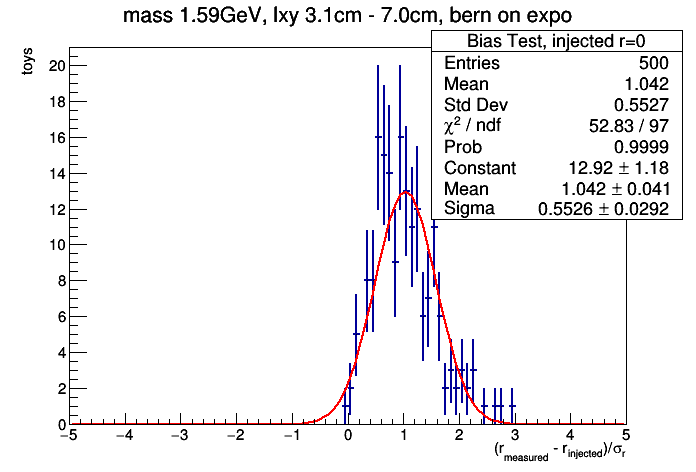 mass 1.59GeV, lxy 3.1cm - 7.0cm, bern on expo
Bias Test, injected r=0
Entries 500
Mean 1.042
Std Dev 0.5527
χ² / ndf 52.83 / 97
Prob 0.9999
Constant 12.92 ± 1.18
Mean 1.042 ± 0.041
Sigma 0.5526 ± 0.0292
toys
20
18
16
14
12
10
8
6
4
2
0
−5 −4 −3 −2 −1 0 1 2 3 4 5
(r_measured - r_injected)/σ_r